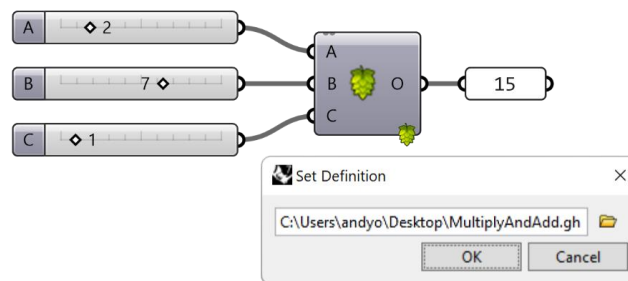 A 2
A
B 7
B O 15
C
C 1
Set Definition
C:\Users\andyo\Desktop\MultiplyAndAdd.gh
OK Cancel